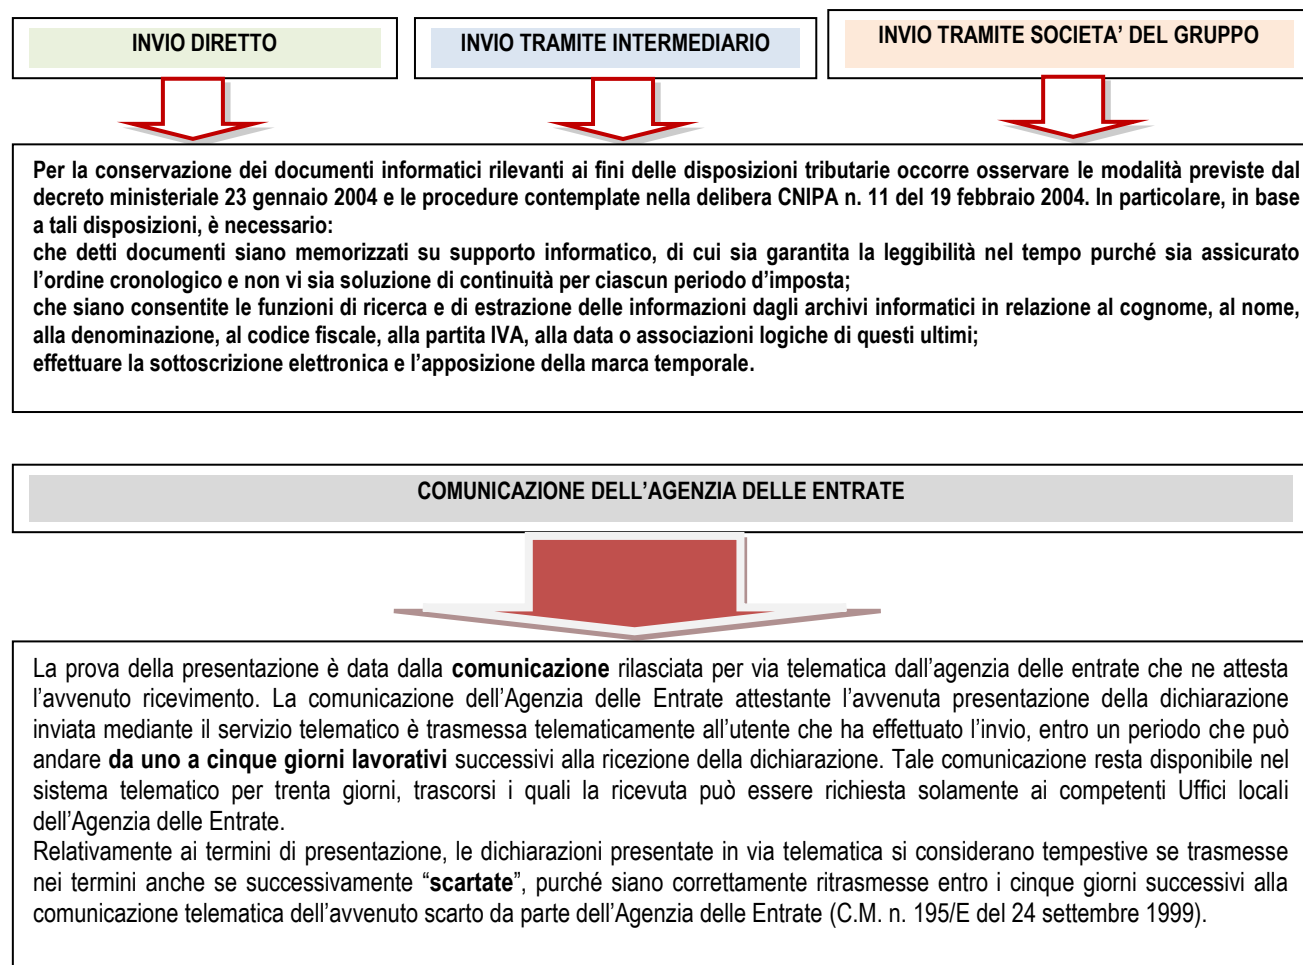 INVIO DIRETTO
INVIO TRAMITE INTERMEDIARIO
INVIO TRAMITE SOCIETA’ DEL GRUPPO
Per la conservazione dei documenti informatici rilevanti ai fini delle disposizioni tributarie occorre osservare le modalità previste dal
decreto ministeriale 23 gennaio 2004 e le procedure contemplate nella delibera CNIPA n. 11 del 19 febbraio 2004. In particolare, in base
a tali disposizioni, è necessario:
che detti documenti siano memorizzati su supporto informatico, di cui sia garantita la leggibilità nel tempo purché sia assicurato
l’ordine cronologico e non vi sia soluzione di continuità per ciascun periodo d’imposta;
che siano consentite le funzioni di ricerca e di estrazione delle informazioni dagli archivi informatici in relazione al cognome, al nome,
alla denominazione, al codice fiscale, alla partita IVA, alla data o associazioni logiche di questi ultimi;
effettuare la sottoscrizione elettronica e l’apposizione della marca temporale.
COMUNICAZIONE DELL’AGENZIA DELLE ENTRATE
La prova della presentazione è data dalla comunicazione rilasciata per via telematica dall’agenzia delle entrate che ne attesta
l’avvenuto ricevimento. La comunicazione dell’Agenzia delle Entrate attestante l’avvenuta presentazione della dichiarazione
inviata mediante il servizio telematico è trasmessa telematicamente all’utente che ha effettuato l’invio, entro un periodo che può
andare da uno a cinque giorni lavorativi successivi alla ricezione della dichiarazione. Tale comunicazione resta disponibile nel
sistema telematico per trenta giorni, trascorsi i quali la ricevuta può essere richiesta solamente ai competenti Uffici locali
dell’Agenzia delle Entrate.
Relativamente ai termini di presentazione, le dichiarazioni presentate in via telematica si considerano tempestive se trasmesse
nei termini anche se successivamente “scartate”, purché siano correttamente ritrasmesse entro i cinque giorni successivi alla
comunicazione telematica dell’avvenuto scarto da parte dell’Agenzia delle Entrate (C.M. n. 195/E del 24 settembre 1999).